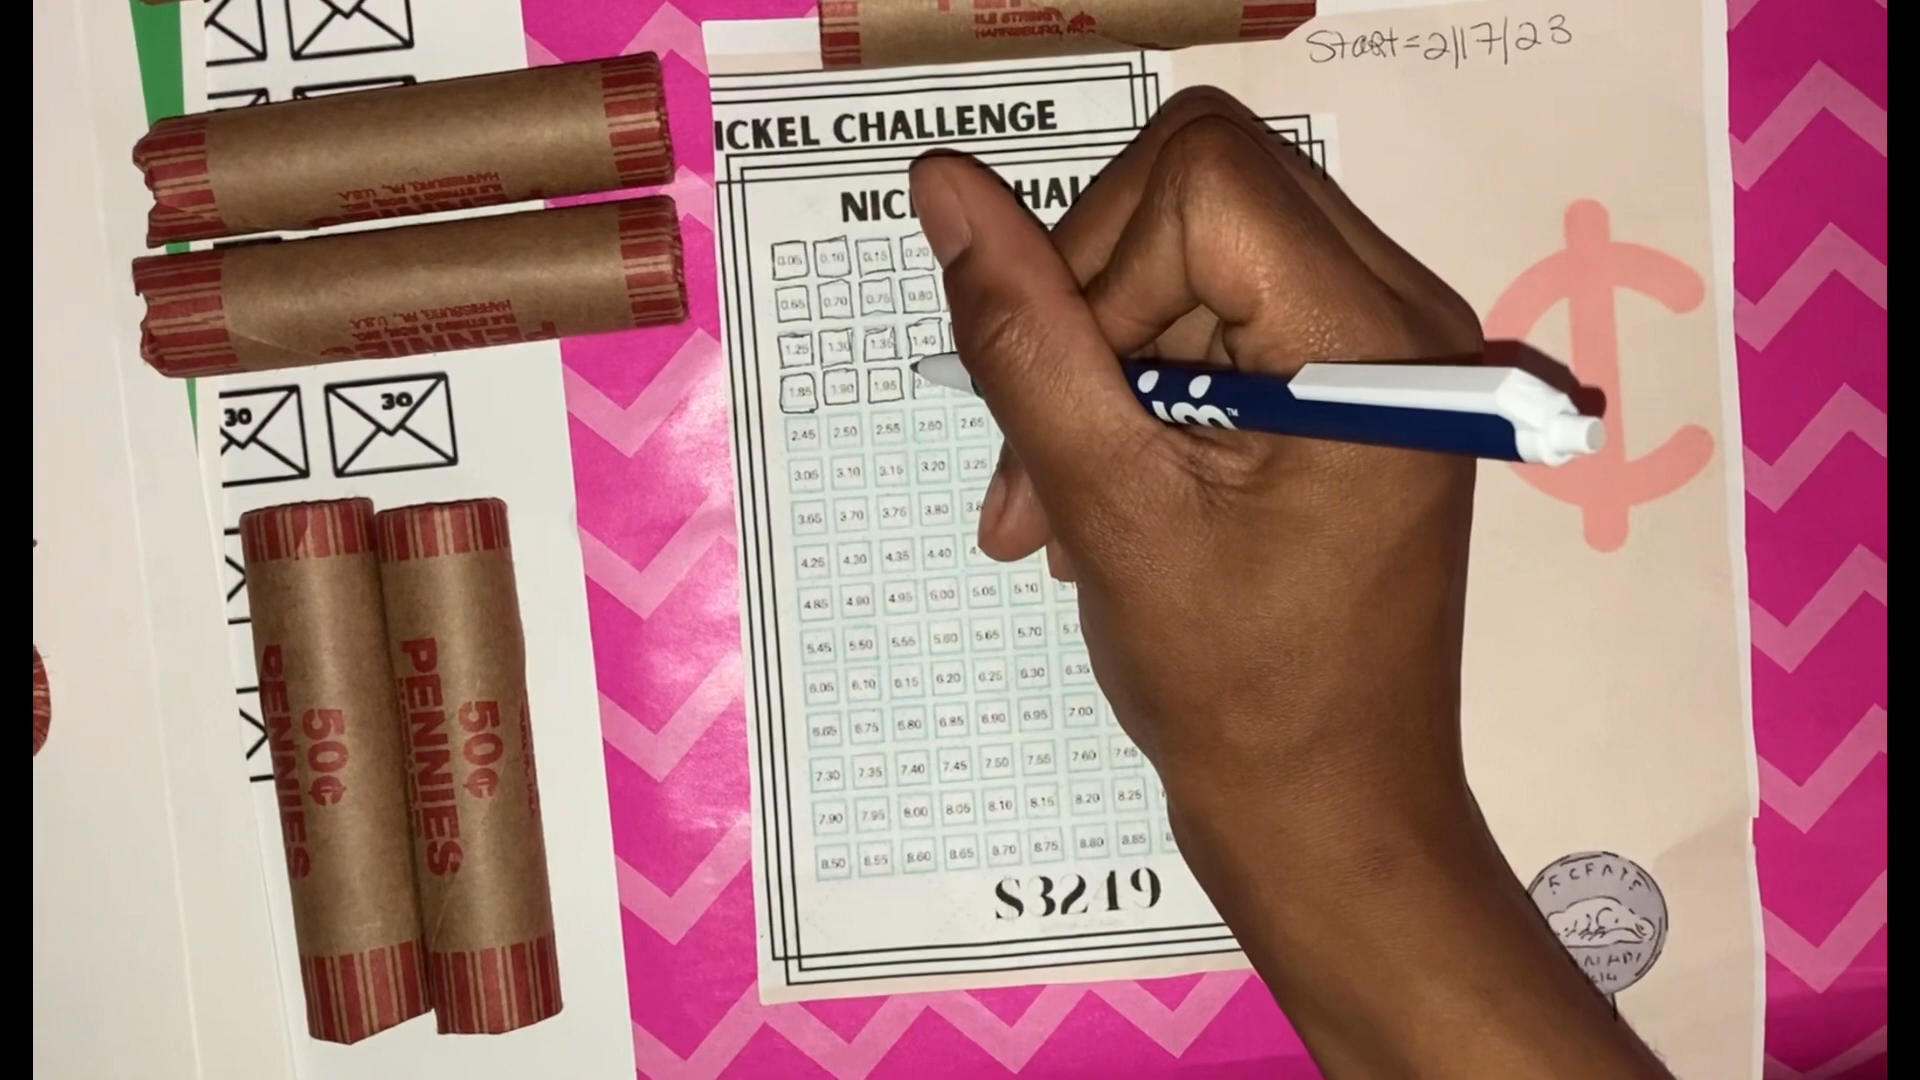 Start=2/17/23
ICKEL CHALLENGE
NIC HAL
0.05 0.10 0.15 0.20
0.65 0.70 0.75 0.80
1.25 1.30 1.35 1.40
1.85 1.90 1.95
2.45 2.50 2.55 2.60 2.65
3.05 3.10 3.15 3.20 3.25
3.65 3.70 3.75 3.80
4.25 4.30 4.35 4.40
4.85 4.90 4.95 5.00 5.05 5.10
5.45 5.50 5.55 5.60 5.65 5.70
6.05 6.10 6.15 6.20 6.25 6.30 6.35
6.75 6.80 6.85 6.90 6.95 7.00
7.30 7.35 7.40 7.45 7.50 7.55 7.60 7.65
7.90 7.95 8.00 8.05 8.10 8.15 8.20 8.25
8.50 8.55 8.60 8.65 8.70 8.75 8.80 8.85
$3249
¢
30
30
HARRISBURG, PA., U.S.A.
HARRISBURG, PA., U.S.A.
HARRISBURG, PA.
50¢
PENNIES
50¢
PENNIES
5 CENTS